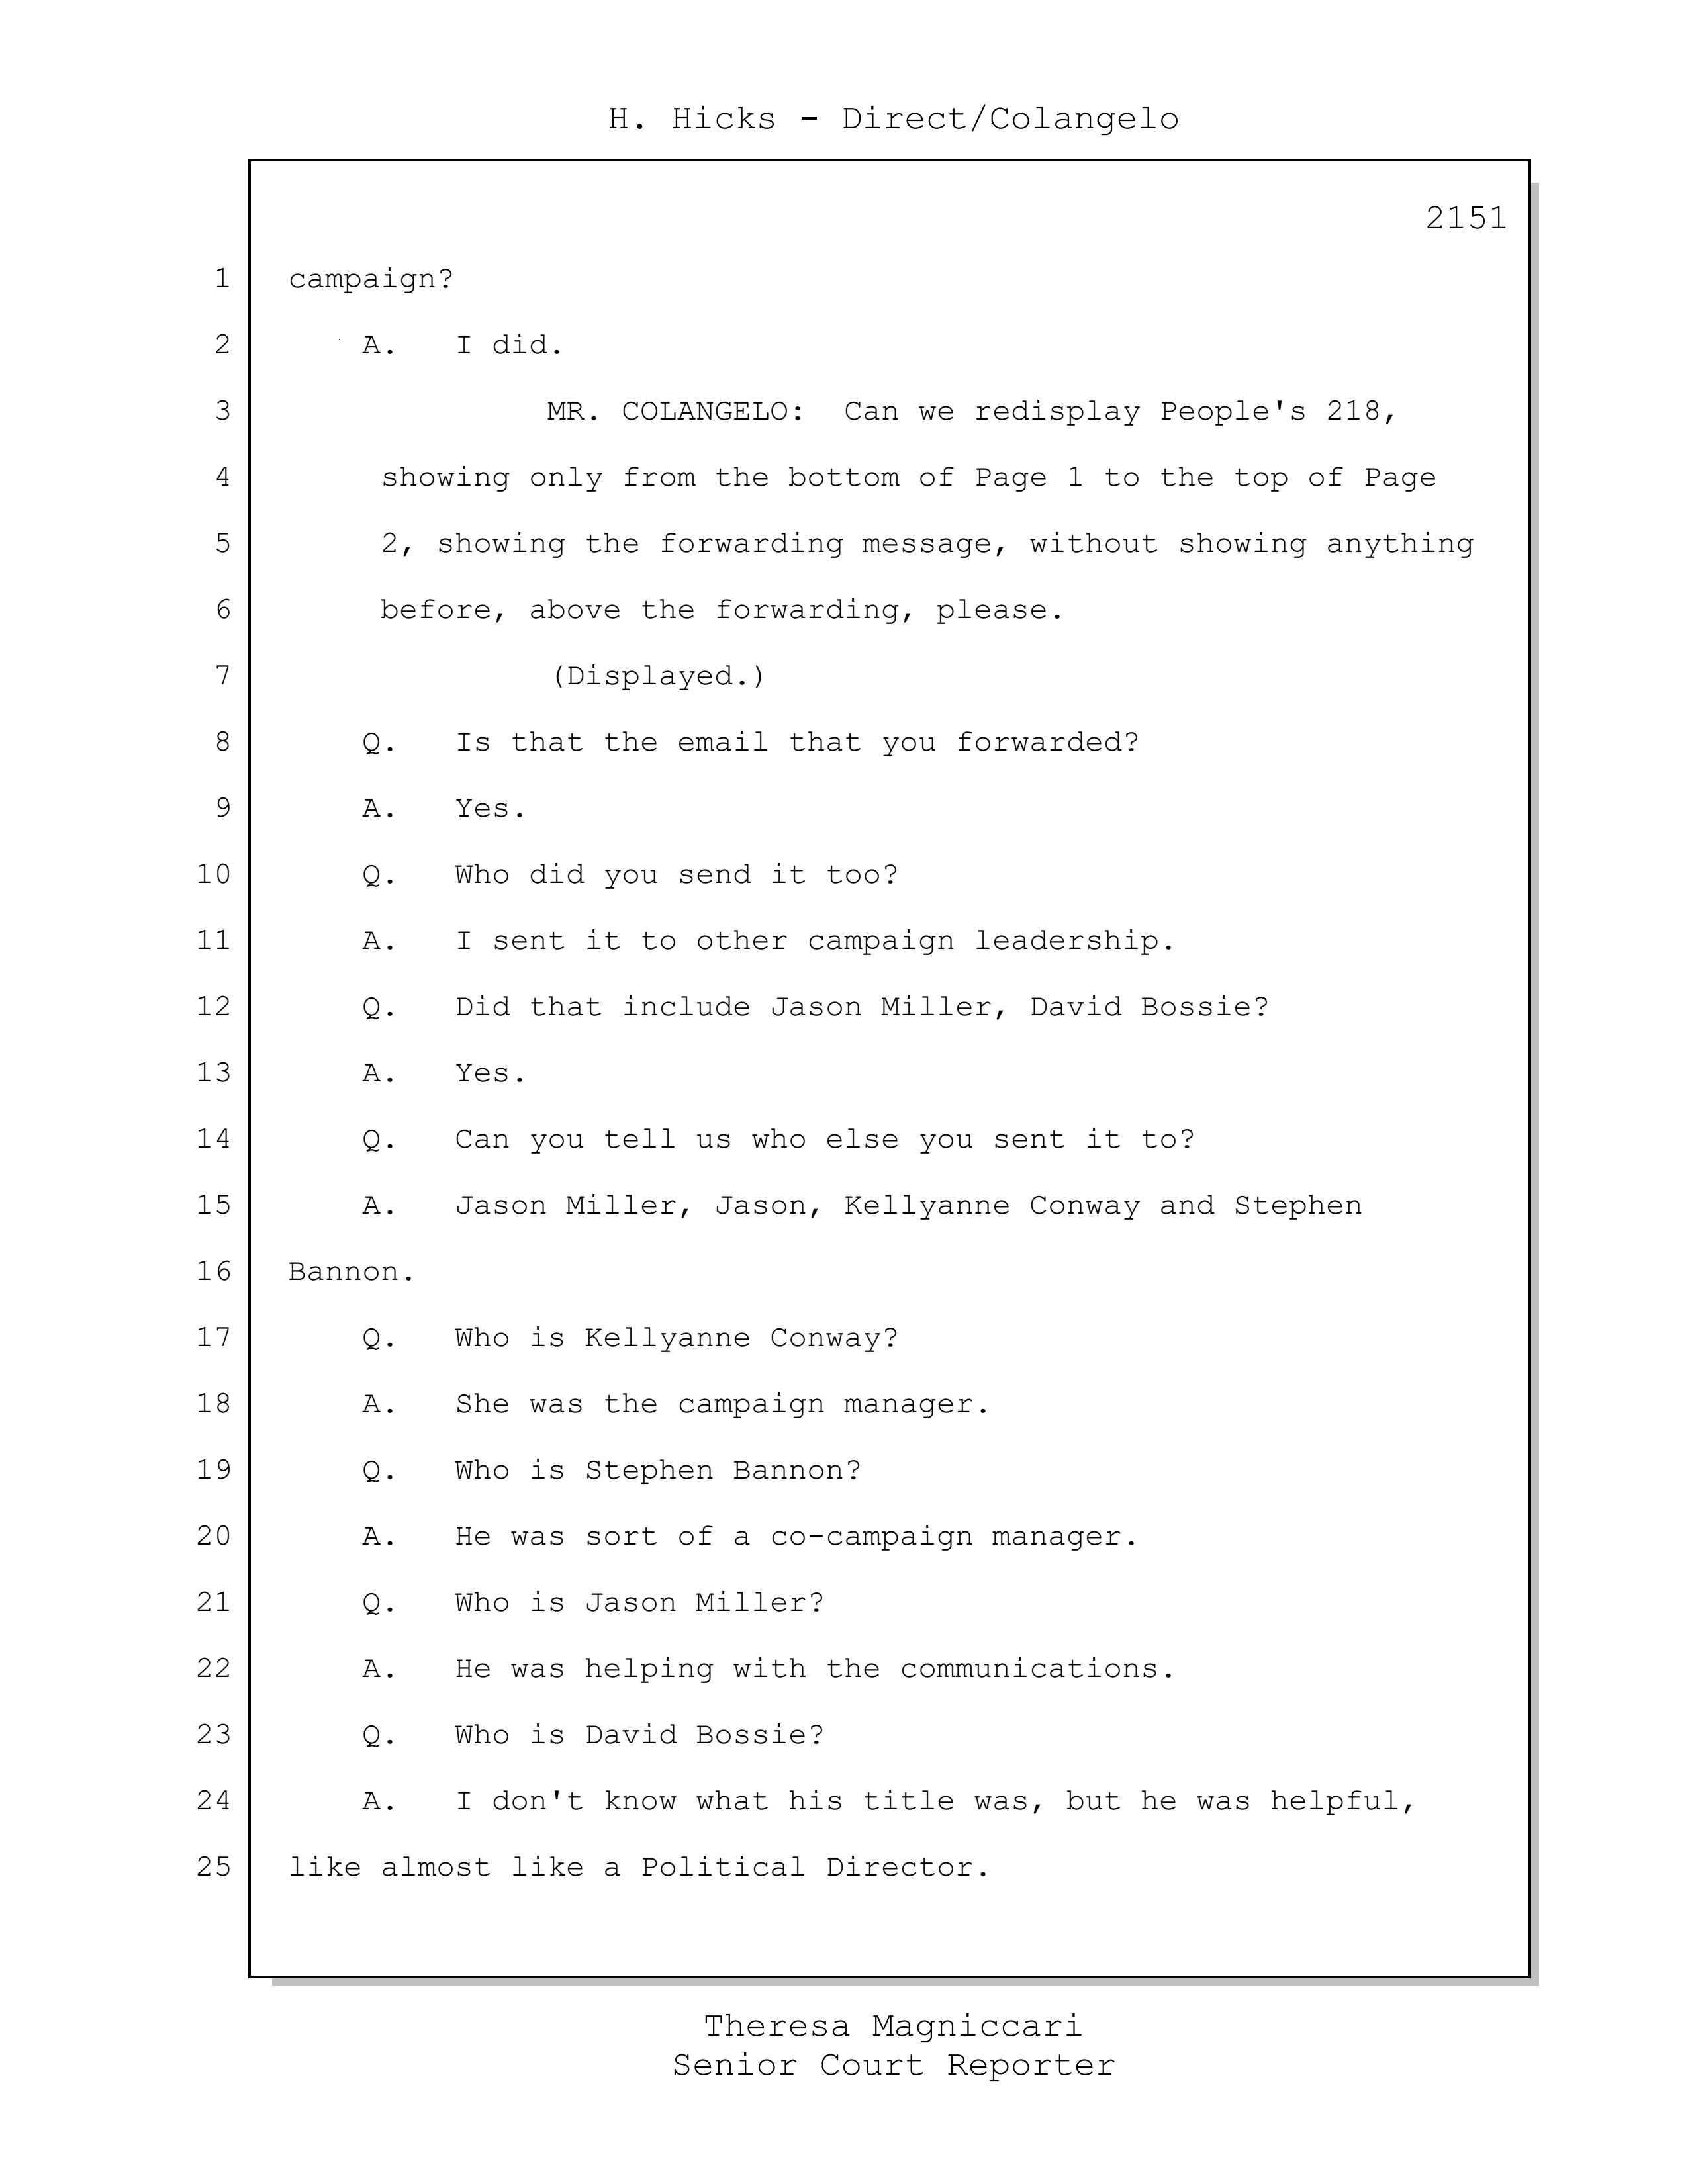 H. Hicks - Direct/Colangelo
2151
1 campaign?
2 A. I did.
3 MR. COLANGELO: Can we redisplay People's 218,
4 showing only from the bottom of Page 1 to the top of Page
5 2, showing the forwarding message, without showing anything
6 before, above the forwarding, please.
7 (Displayed.)
8 Q. Is that the email that you forwarded?
9 A. Yes.
10 Q. Who did you send it too?
11 A. I sent it to other campaign leadership.
12 Q. Did that include Jason Miller, David Bossie?
13 A. Yes.
14 Q. Can you tell us who else you sent it to?
15 A. Jason Miller, Jason, Kellyanne Conway and Stephen
16 Bannon.
17 Q. Who is Kellyanne Conway?
18 A. She was the campaign manager.
19 Q. Who is Stephen Bannon?
20 A. He was sort of a co-campaign manager.
21 Q. Who is Jason Miller?
22 A. He was helping with the communications.
23 Q. Who is David Bossie?
24 A. I don't know what his title was, but he was helpful,
25 like almost like a Political Director.
Theresa Magniccari
Senior Court Reporter